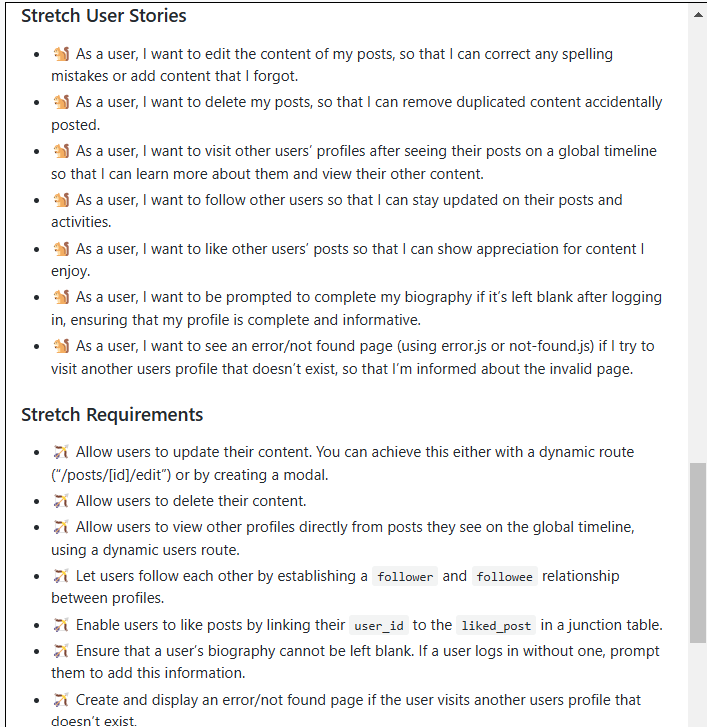 Stretch User Stories
🐿️ As a user, I want to edit the content of my posts, so that I can correct any spelling
mistakes or add content that I forgot.
🐿️ As a user, I want to delete my posts, so that I can remove duplicated content accidentally
posted.
🐿️ As a user, I want to visit other users’ profiles after seeing their posts on a global timeline
so that I can learn more about them and view their other content.
🐿️ As a user, I want to follow other users so that I can stay updated on their posts and
activities.
🐿️ As a user, I want to like other users’ posts so that I can show appreciation for content I
enjoy.
🐿️ As a user, I want to be prompted to complete my biography if it’s left blank after logging
in, ensuring that my profile is complete and informative.
🐿️ As a user, I want to see an error/not found page (using error.js or not-found.js) if I try to
visit another users profile that doesn’t exist, so that I’m informed about the invalid page.
Stretch Requirements
🏹 Allow users to update their content. You can achieve this either with a dynamic route
(“/posts/[id]/edit”) or by creating a modal.
🏹 Allow users to delete their content.
🏹 Allow users to view other profiles directly from posts they see on the global timeline,
using a dynamic users route.
🏹 Let users follow each other by establishing a follower and followee relationship
between profiles.
🏹 Enable users to like posts by linking their user_id to the liked_post in a junction table.
🏹 Ensure that a user’s biography cannot be left blank. If a user logs in without one, prompt
them to add this information.
🏹 Create and display an error/not found page if the user visits another users profile that
doesn’t exist.